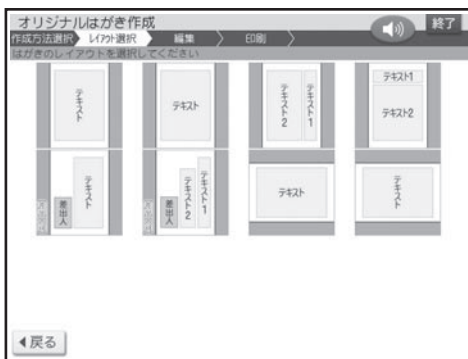 オリジナルはがき作成
終了
作成方法選択 レイアウト選択 編集 印刷
はがきのレイアウトを選択してください
テキスト
テキスト
テキスト2
テキスト1
テキスト1
テキスト2
差出人
テキスト
差出人
テキスト2
テキスト1
テキスト
テキスト
戻る